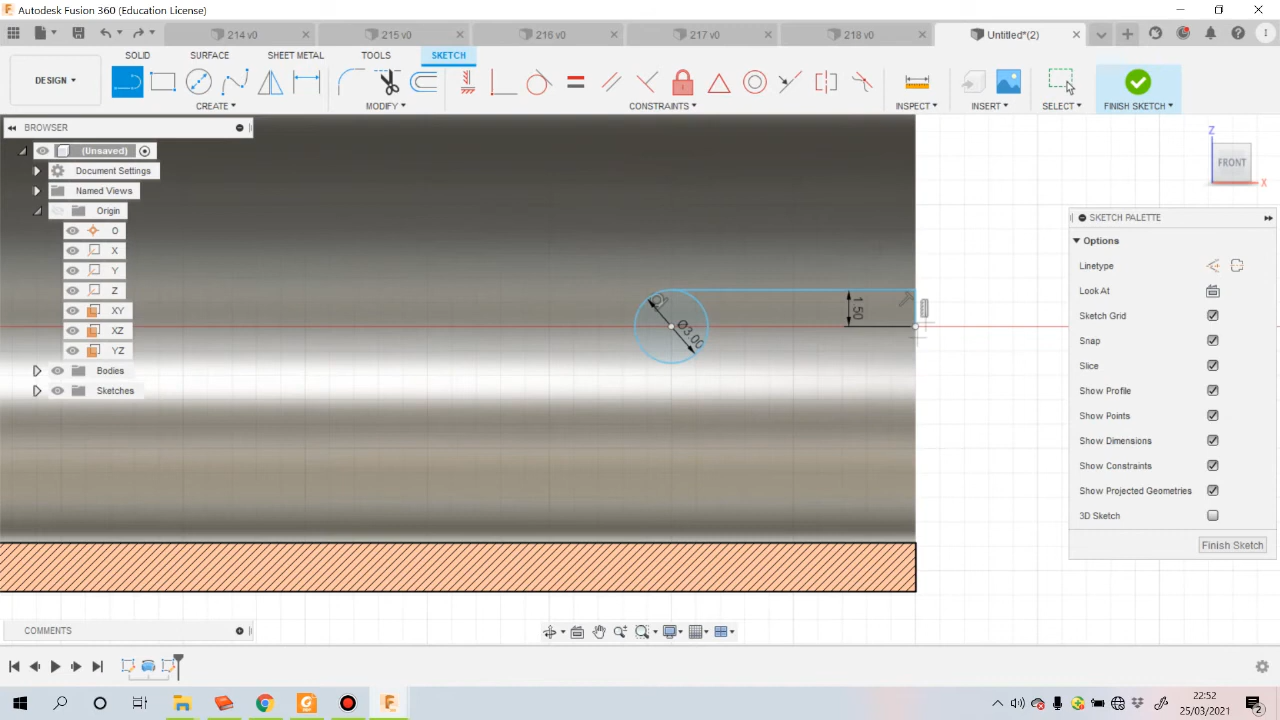 Autodesk Fusion 360 (Education License)
214 v0
215 v0
216 v0
217 v0
218 v0
Untitled*(2)
DESIGN
SOLID
SURFACE
SHEET METAL
TOOLS
SKETCH
CREATE
MODIFY
CONSTRAINTS
INSPECT
INSERT
SELECT
FINISH SKETCH
BROWSER
(Unsaved)
Document Settings
Named Views
Origin
O
X
Y
Z
XY
XZ
YZ
Bodies
Sketches
Z
FRONT
X
SKETCH PALETTE
Options
Linetype
Look At
Sketch Grid
Snap
Slice
Show Profile
Show Points
Show Dimensions
Show Constraints
Show Projected Geometries
3D Sketch
Finish Sketch
1.50
Ø3.00
COMMENTS
22:52
25/03/2021
2